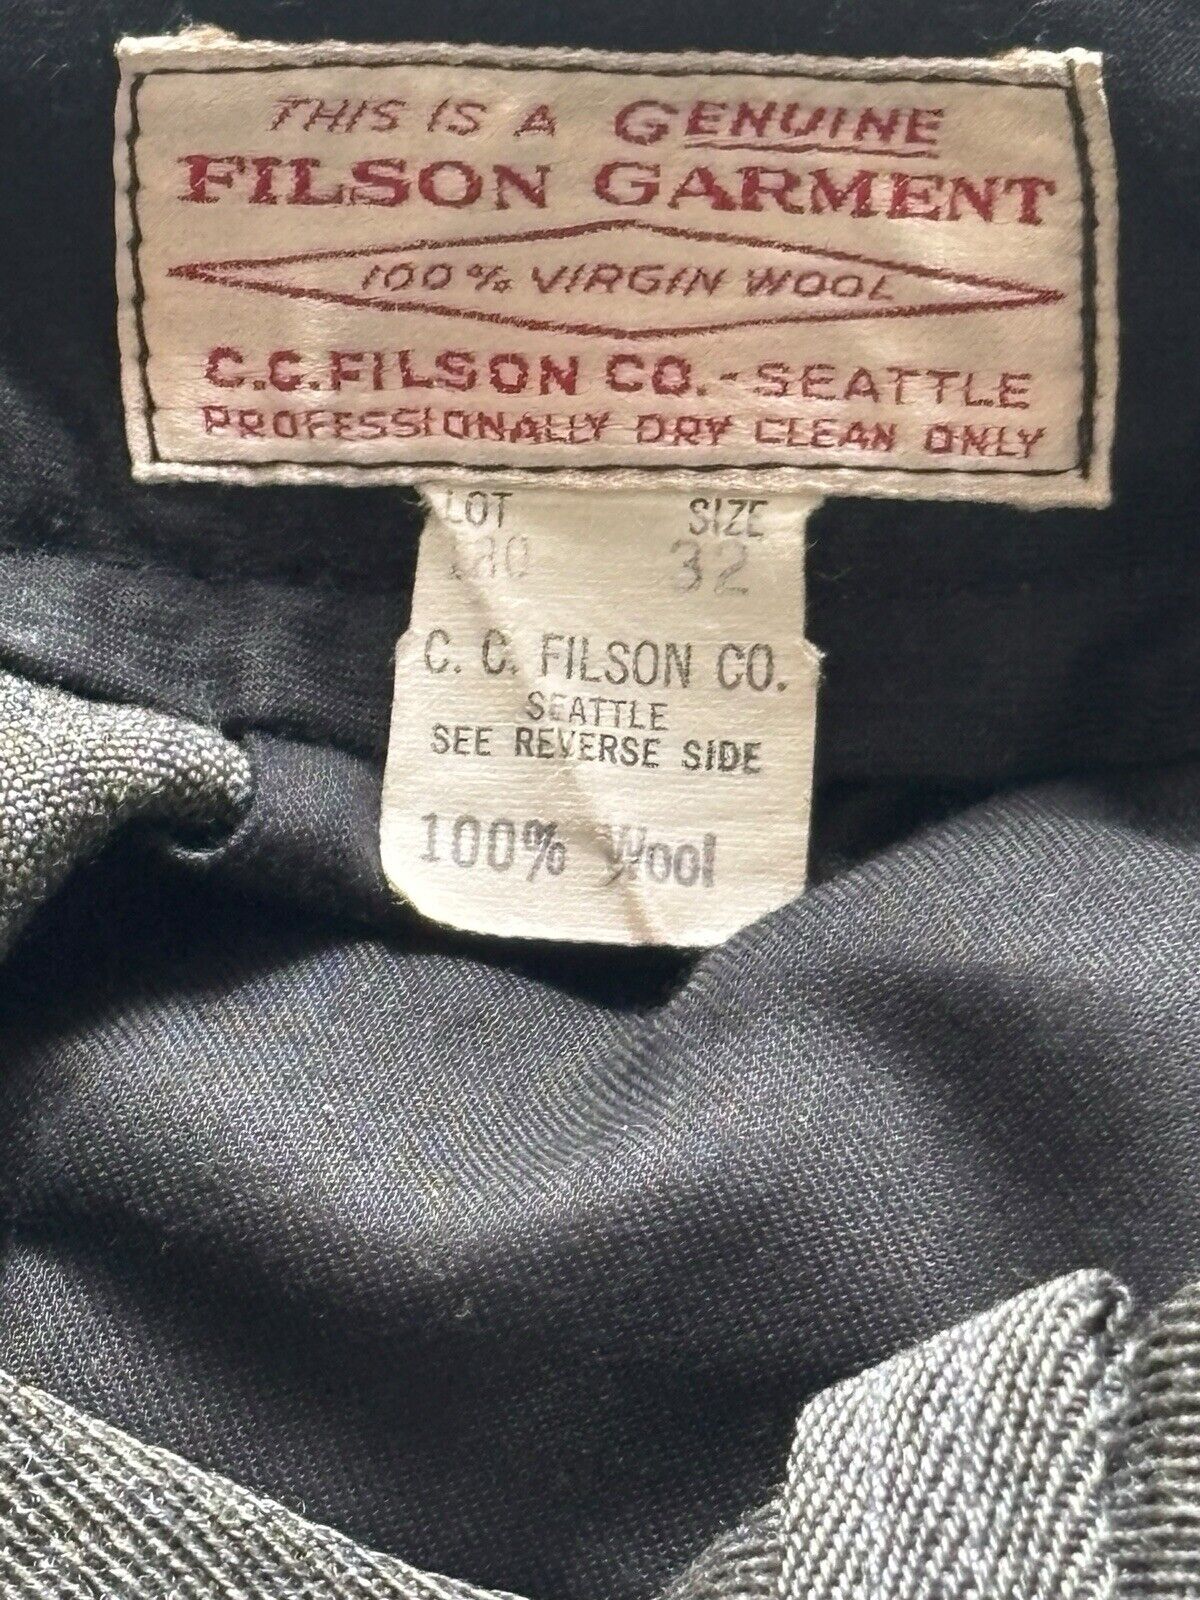 THIS IS A GENUINE
FILSON GARMENT
100% VIRGIN WOOL
C.C. FILSON CO. - SEATTLE
PROFESSIONALLY DRY CLEAN ONLY
LOT SIZE
32
C. C. FILSON CO.
SEATTLE
SEE REVERSE SIDE
100% Wool